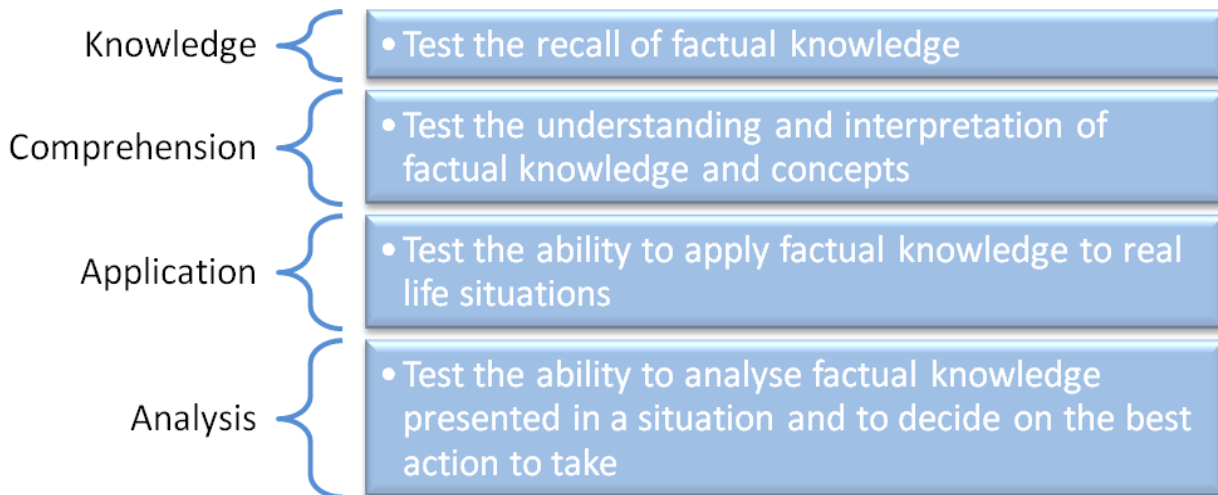 Knowledge
• Test the recall of factual knowledge
Comprehension
• Test the understanding and interpretation of
factual knowledge and concepts
Application
• Test the ability to apply factual knowledge to real
life situations
Analysis
• Test the ability to analyse factual knowledge
presented in a situation and to decide on the best
action to take